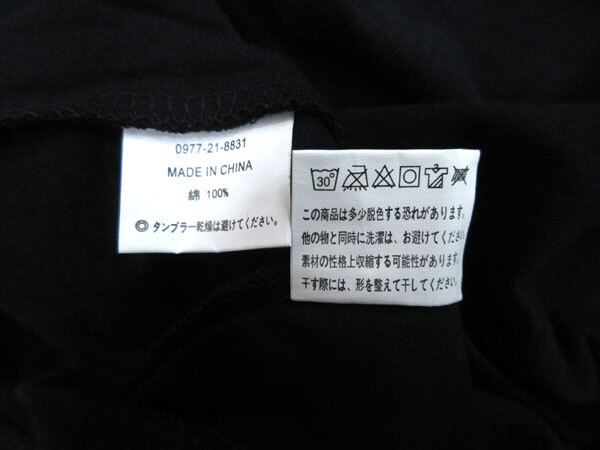 0977-21-8831
MADE IN CHINA
綿 100%
◎ タンブラー乾燥は避けてください。
30°
この商品は多少脱色する恐れがあります。
他の物と同時に洗濯は、お避けてください。
素材の性格上収縮する可能性があります。
干す際には、形を整えて干してください。